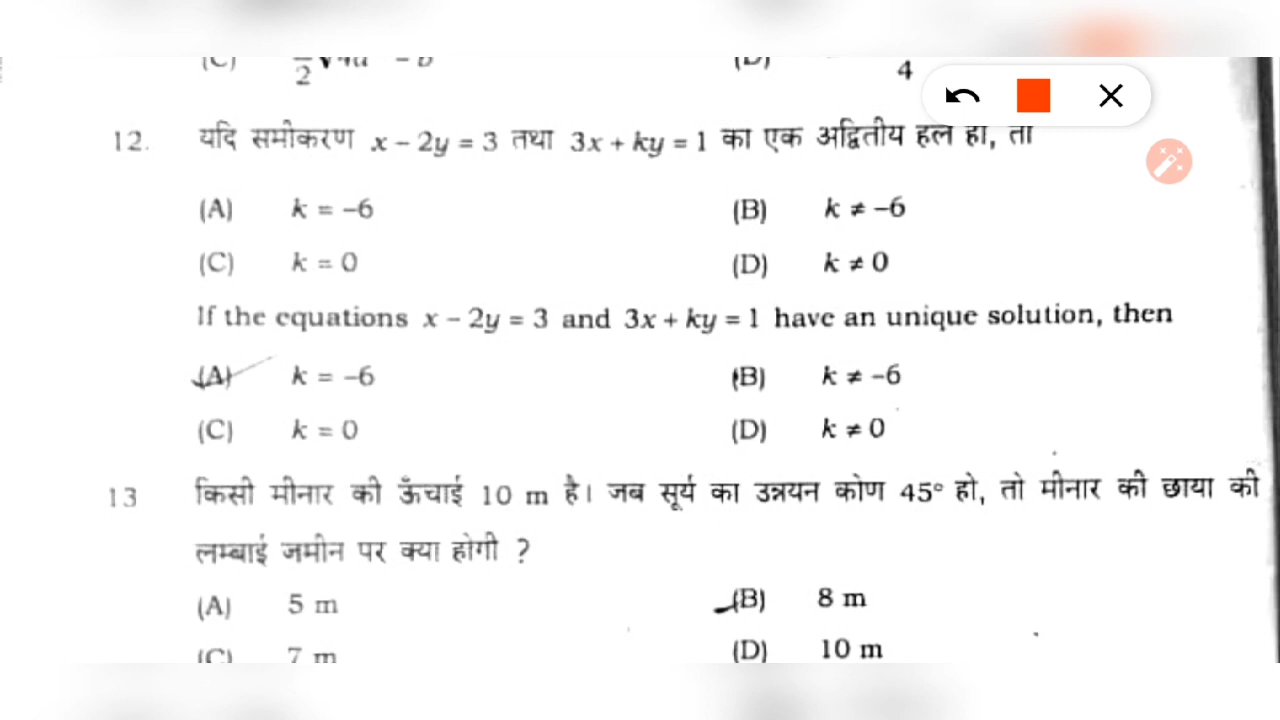 12. यदि समीकरण x – 2y = 3 तथा 3x + ky = 1 का एक अद्वितीय हल हो, तो
(A) k = –6 (B) k ≠ –6
(C) k = 0 (D) k ≠ 0
If the equations x – 2y = 3 and 3x + ky = 1 have an unique solution, then
(A) k = –6 (B) k ≠ –6
(C) k = 0 (D) k ≠ 0
13 किसी मीनार की ऊँचाई 10 m है। जब सूर्य का उन्नयन कोण 45° हो, तो मीनार की छाया की
लम्बाई जमीन पर क्या होगी ?
(A) 5 m (B) 8 m
(C) 7 m (D) 10 m